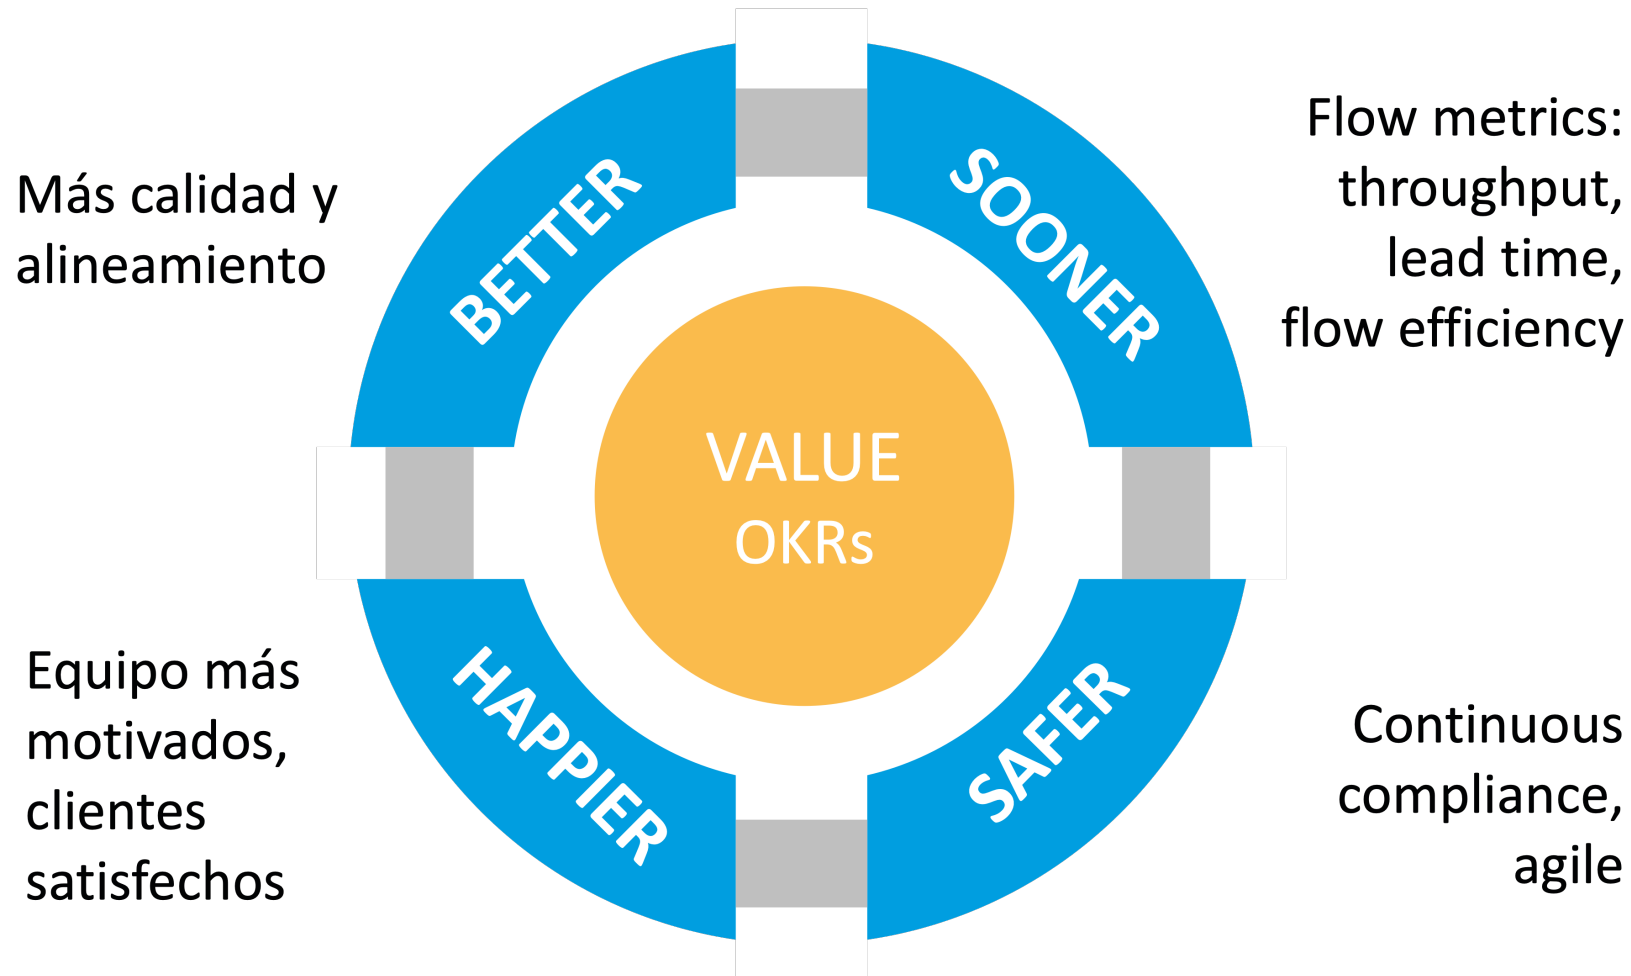 Más calidad y
alineamiento
BETTER
SOONER
Flow metrics:
throughput,
lead time,
flow efficiency
VALUE
OKRs
Equipo más
motivados,
clientes
satisfechos
HAPPIER
SAFER
Continuous
compliance,
agile